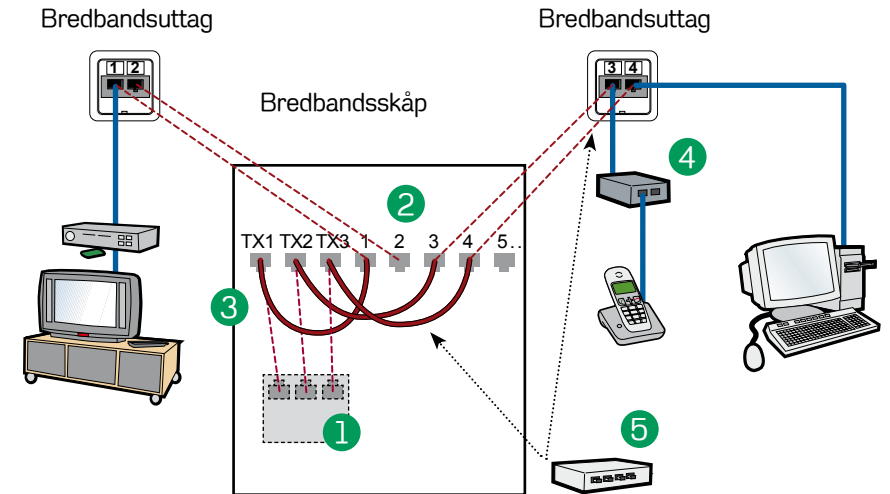 Bredbandsuttag
Bredbandsuttag
1 2
3 4
Bredbandsskåp
4
2
TX1 TX2 TX3 1 2 3 4 5..
3
1
5